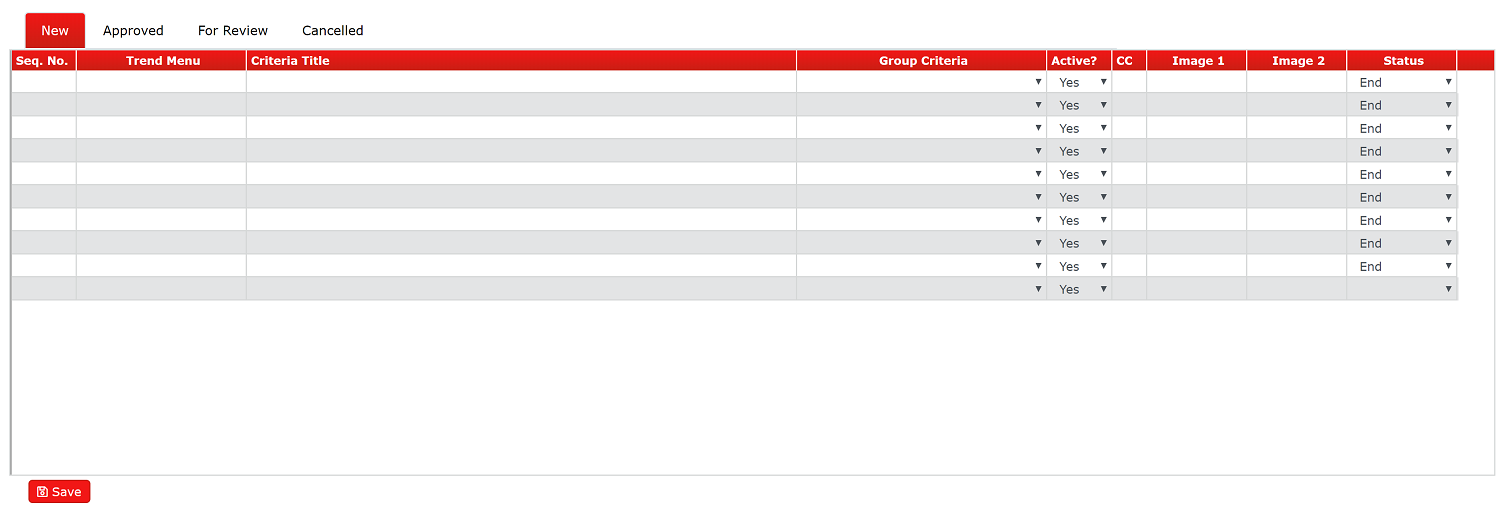 New Approved For Review Cancelled
Seq. No. Trend Menu Criteria Title Group Criteria Active? CC Image 1 Image 2 Status
Yes End
Yes End
Yes End
Yes End
Yes End
Yes End
Yes End
Yes End
Yes End
Yes
Save